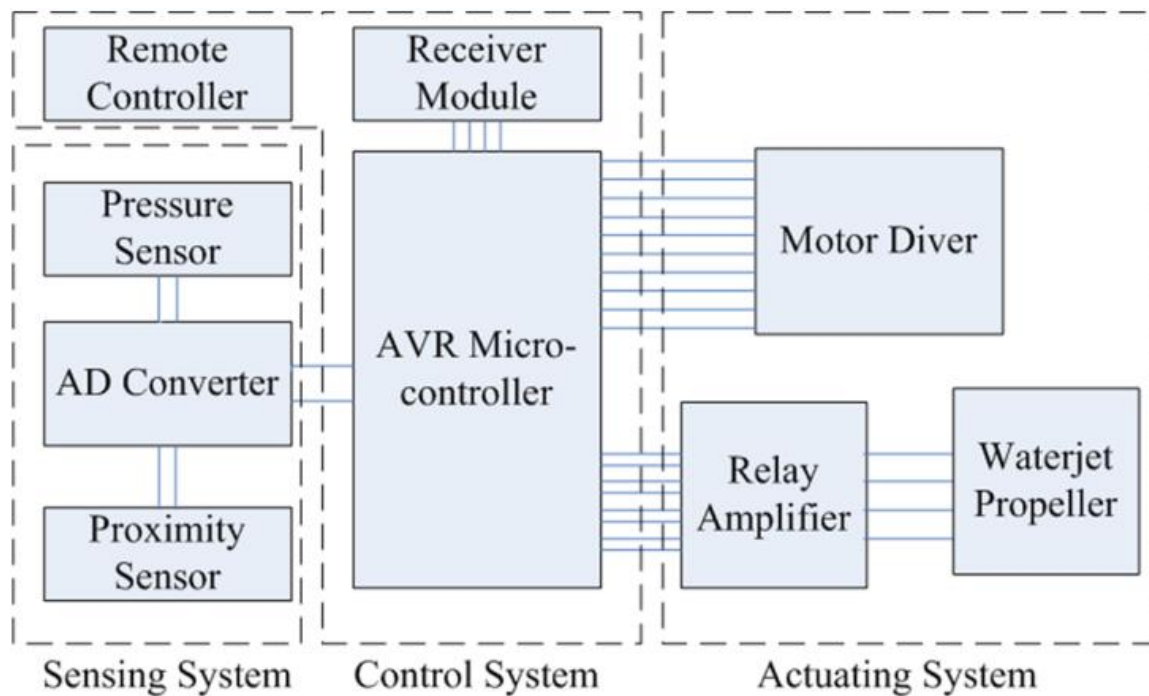 Remote
Controller
Receiver
Module
Pressure
Sensor
AD Converter
Proximity
Sensor
AVR Micro-
controller
Motor Diver
Relay
Amplifier
Waterjet
Propeller
Sensing System
Control System
Actuating System